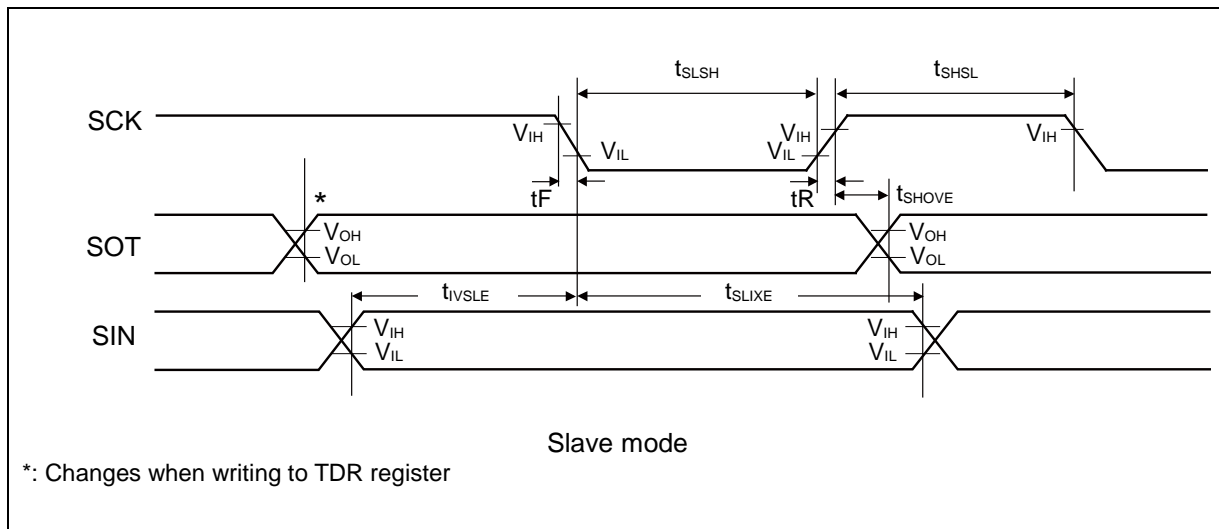 tSLSH tSHSL
SCK VIH VIL VIH VIL VIH
tF tR tSHOVE
*
SOT VOH VOH
VOL VOL
tIVSLE tSLIXE
SIN VIH VIH
VIL VIL
Slave mode
*: Changes when writing to TDR register